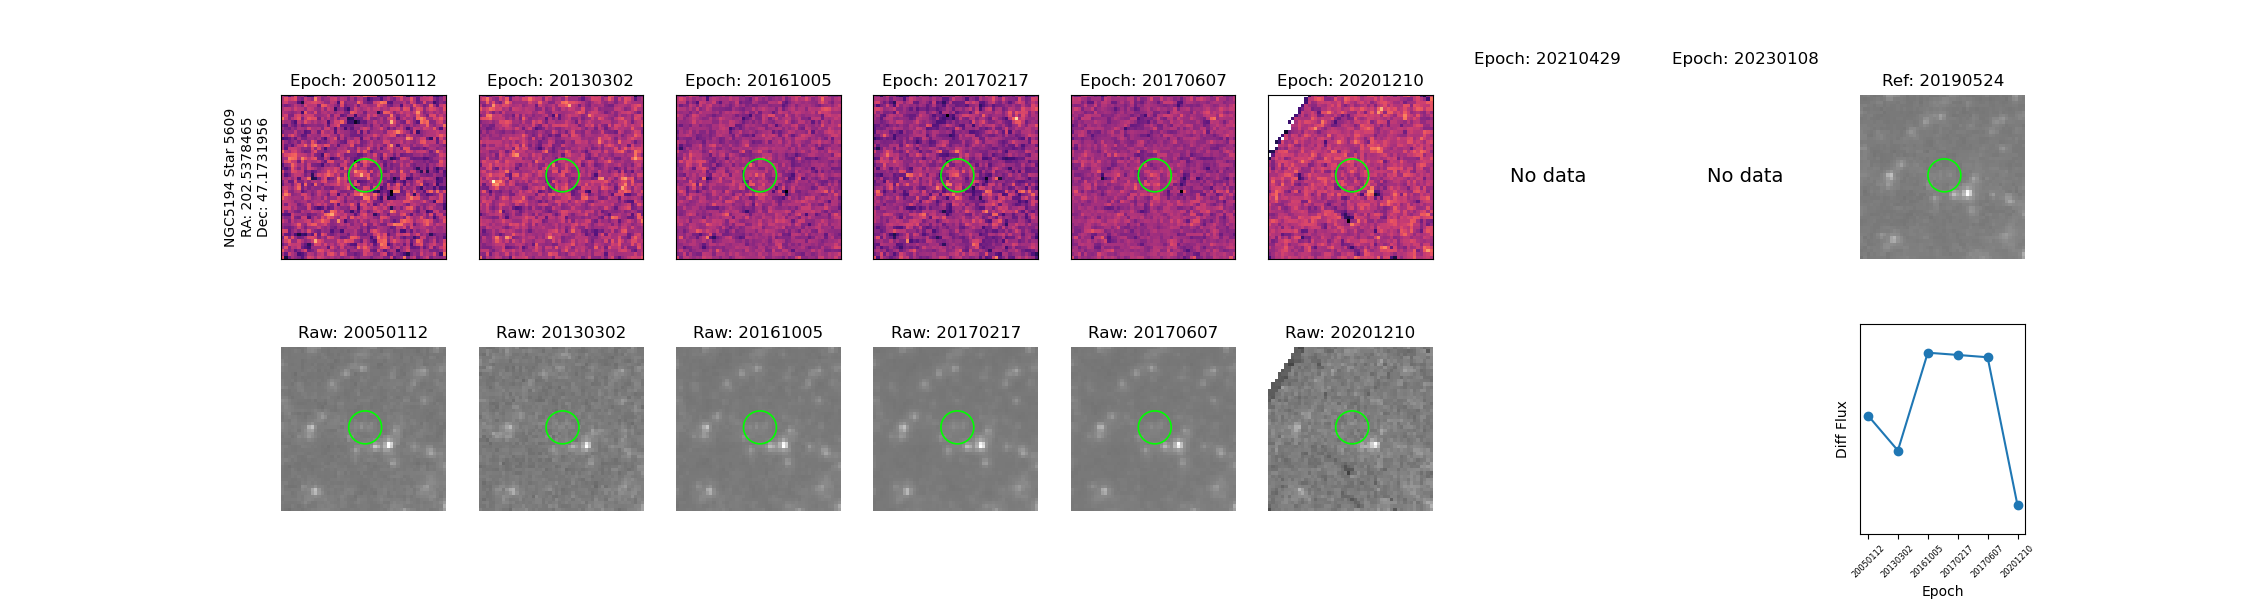 Epoch: 20050112
Epoch: 20130302
Epoch: 20161005
Epoch: 20170217
Epoch: 20170607
Epoch: 20201210
Epoch: 20210429
Epoch: 20230108
Ref: 20190524
NGC5194 Star 5609
RA: 202.5378465
Dec: 47.1731956
No data
No data
Raw: 20050112
Raw: 20130302
Raw: 20161005
Raw: 20170217
Raw: 20170607
Raw: 20201210
Diff Flux
20050112
20130302
20161005
20170217
20170607
20201210
Epoch